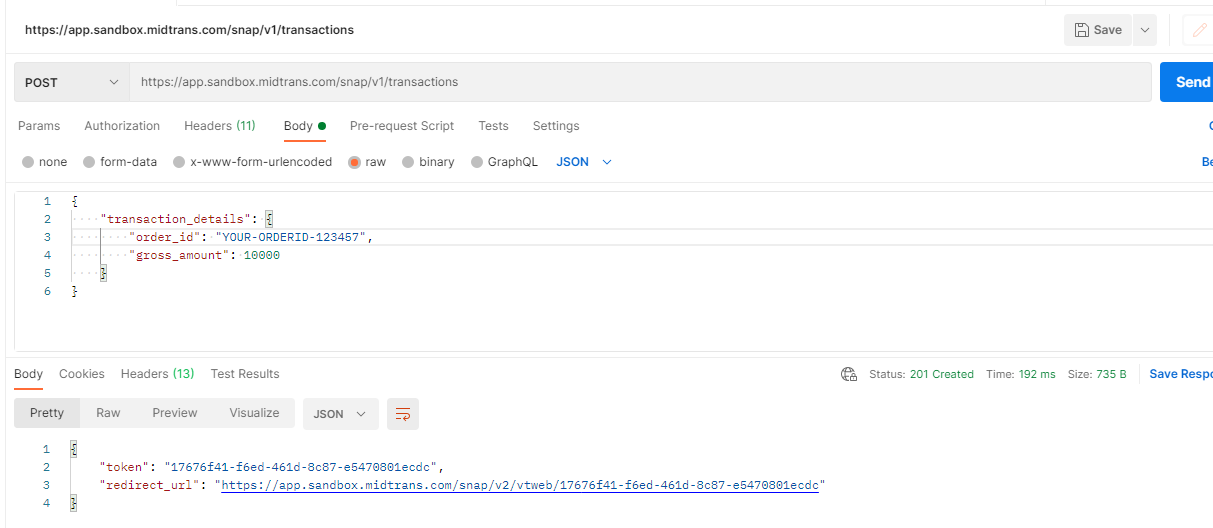 https://app.sandbox.midtrans.com/snap/v1/transactions
Save
POST
https://app.sandbox.midtrans.com/snap/v1/transactions
Send
Params Authorization Headers (11) Body Pre-request Script Tests Settings
none form-data x-www-form-urlencoded raw binary GraphQL JSON Be
1 {
2 "transaction_details": {
3 "order_id": "YOUR-ORDERID-123457",
4 "gross_amount": 10000
5 }
6 }
Body Cookies Headers (13) Test Results Status: 201 Created Time: 192 ms Size: 735 B Save Respo
Pretty Raw Preview Visualize JSON
1 {
2 "token": "17676f41-f6ed-461d-8c87-e5470801ecdc",
3 "redirect_url": "https://app.sandbox.midtrans.com/snap/v2/vtweb/17676f41-f6ed-461d-8c87-e5470801ecdc"
4 }